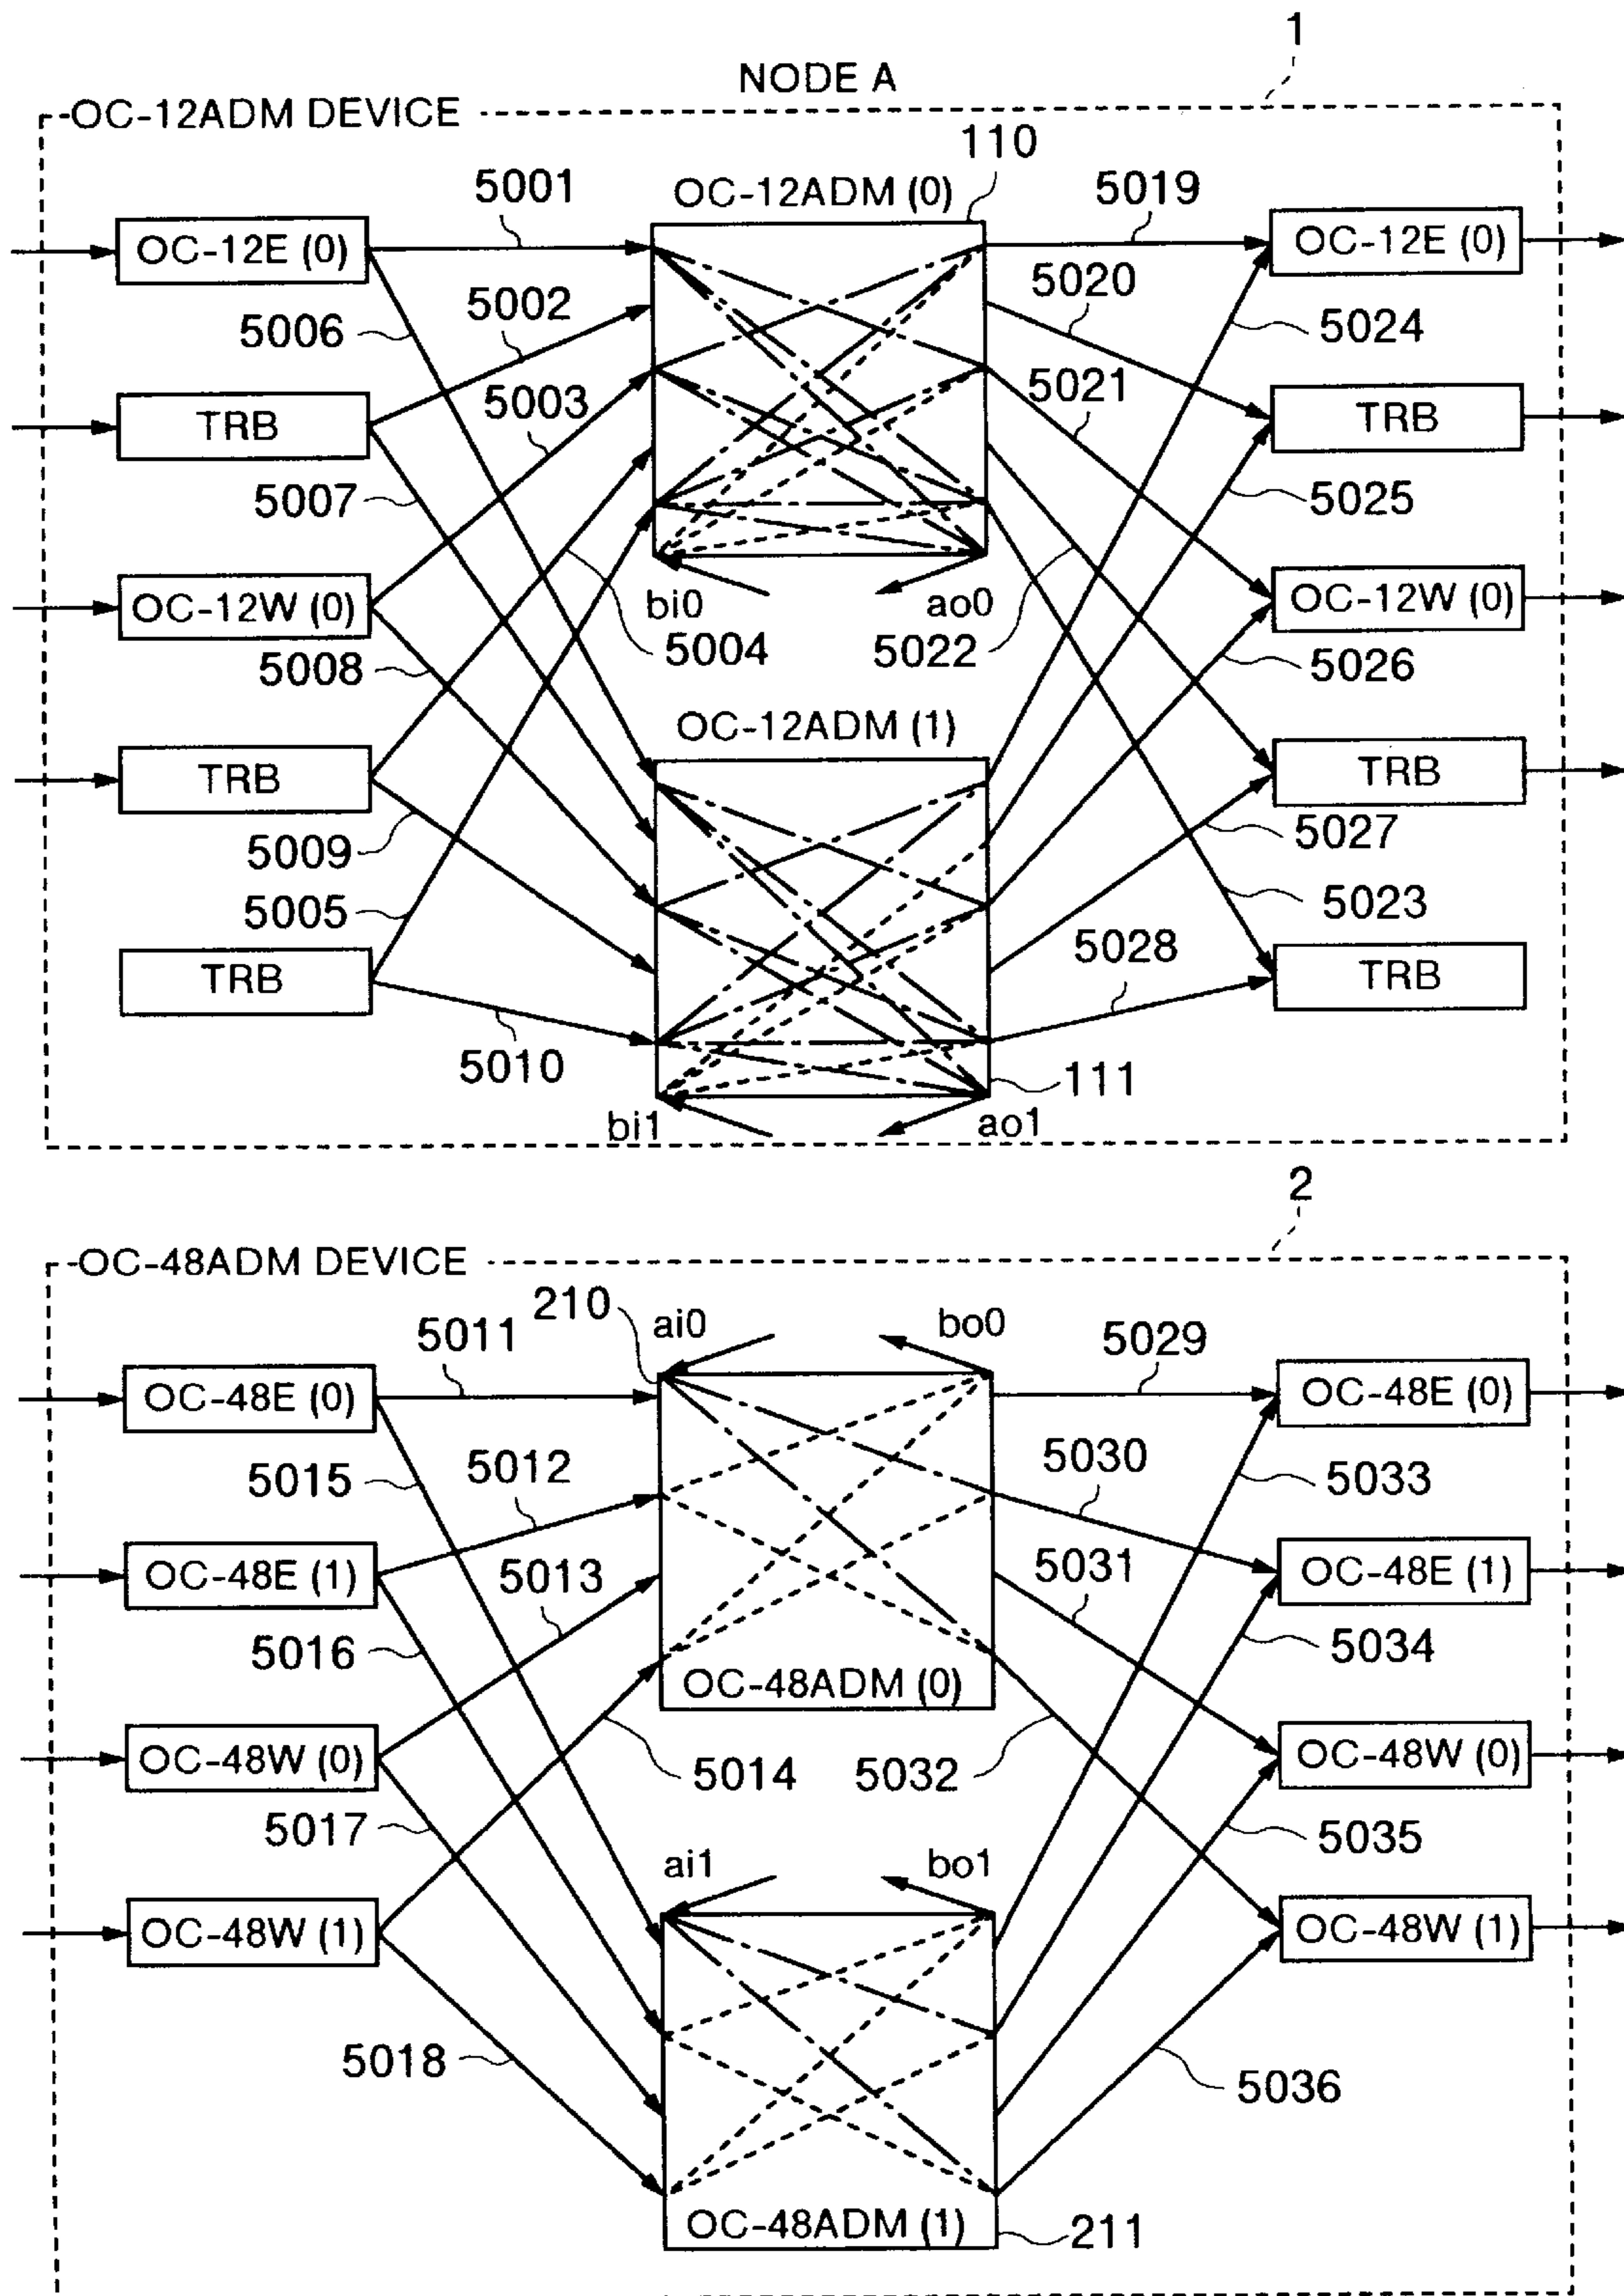 1
NODE A
OC-12ADM DEVICE
110
5001
OC-12ADM (0)
5019
OC-12E (0)
OC-12E (0)
5006
5002
5020
5024
5003
5021
TRB
TRB
5007
5025
bi0
ao0
OC-12W (0)
OC-12W (0)
5008
5004
5022
5026
OC-12ADM (1)
TRB
TRB
5009
5027
5005
5023
5028
TRB
TRB
5010
111
bi1
ao1
2
OC-48ADM DEVICE
210
5011
ai0
bo0
5029
OC-48E (0)
OC-48E (0)
5015
5012
5030
5033
OC-48E (1)
5013
5031
OC-48E (1)
5016
5034
OC-48ADM (0)
OC-48W (0)
5014
5032
OC-48W (0)
5017
5035
ai1
bo1
OC-48W (1)
OC-48W (1)
5018
5036
OC-48ADM (1)
211